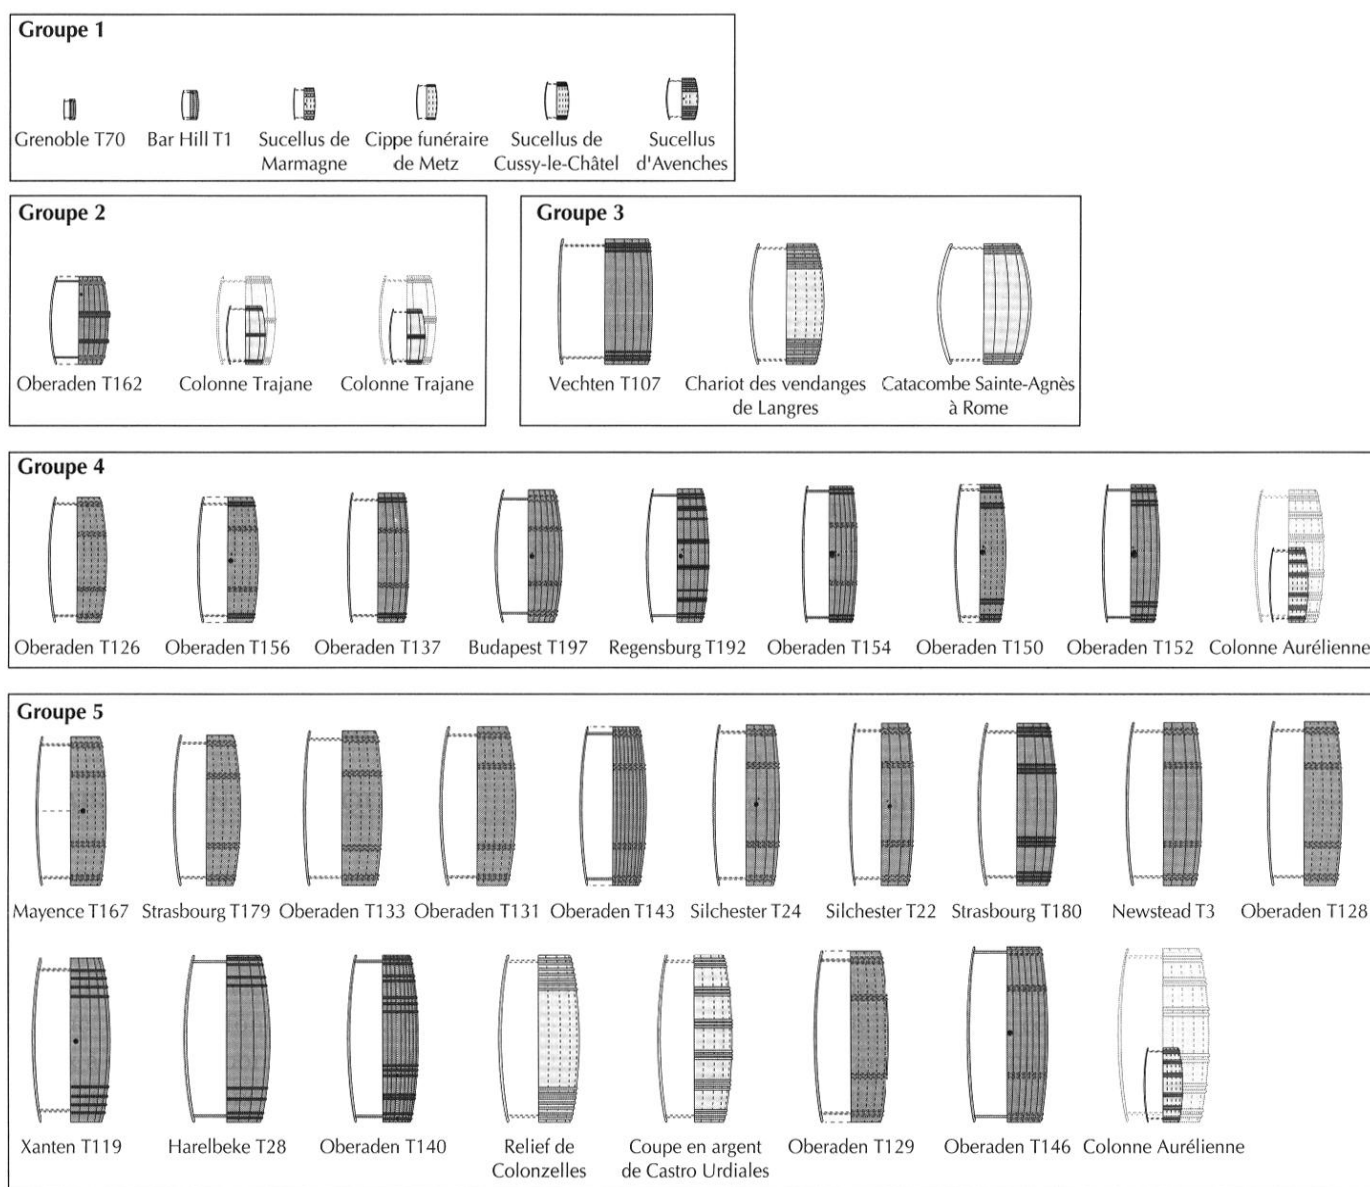 Groupe 1
Grenoble T70 Bar Hill T1 Sucellus de Cippe funéraire Sucellus de Sucellus
Marmagne de Metz Cussy-le-Châtel d'Avenches
Groupe 2
Oberaden T162 Colonne Trajane Colonne Trajane
Groupe 3
Vechten T107 Chariot des vendanges Catacombe Sainte-Agnès
de Langres à Rome
Groupe 4
Oberaden T126 Oberaden T156 Oberaden T137 Budapest T197 Regensburg T192 Oberaden T154 Oberaden T150 Oberaden T152 Colonne Aurélienne
Groupe 5
Mayence T167 Strasbourg T179 Oberaden T133 Oberaden T131 Oberaden T143 Silchester T24 Silchester T22 Strasbourg T180 Newstead T3 Oberaden T128
Xanten T119 Harelbeke T28 Oberaden T140 Relief de Coupe en argent Oberaden T129 Oberaden T146 Colonne Aurélienne
Colonzelles de Castro Urdiales